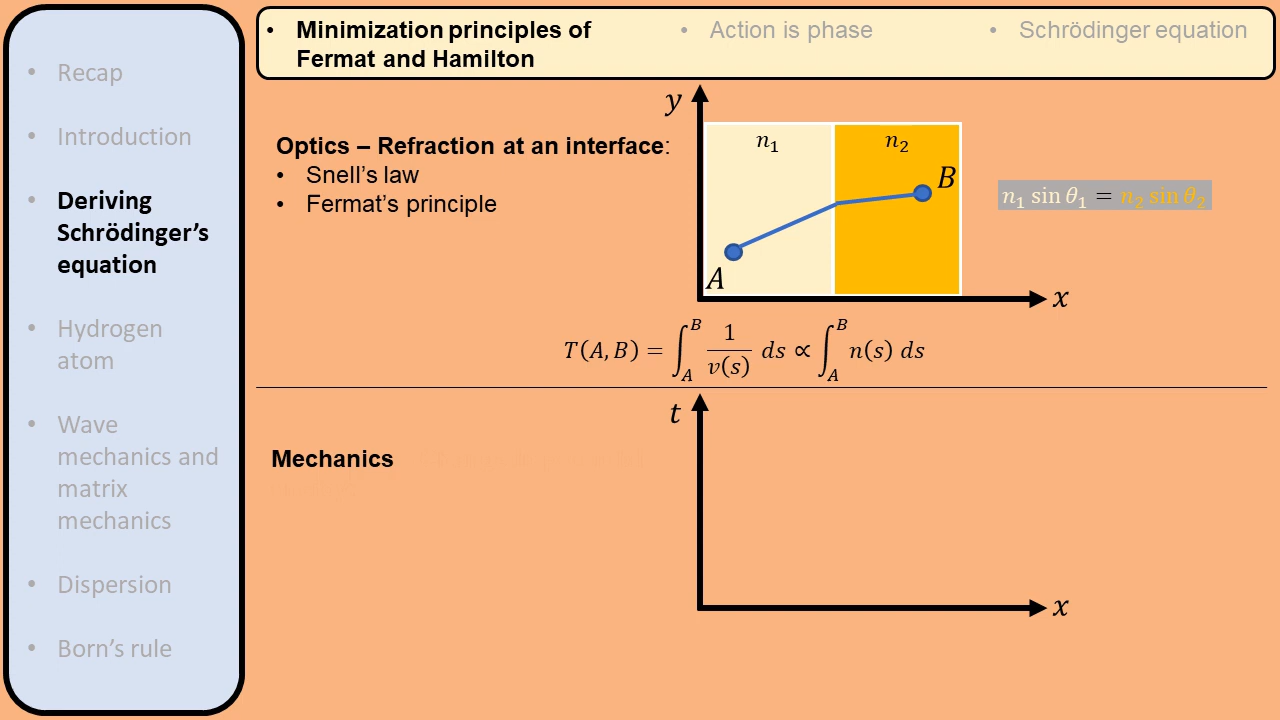 • Recap
• Introduction
• Deriving
Schrödinger's
equation
• Hydrogen
atom
• Wave
mechanics and
matrix
mechanics
• Dispersion
• Born's rule
• Minimization principles of
Fermat and Hamilton
• Action is phase
• Schrödinger equation
Optics – Refraction at an interface:
• Snell's law
• Fermat's principle
y
n₁ n₂
B
A
x
n₁ sin θ₁ = n₂ sin θ₂
T(A, B) = ∫_A^B 1/v(s) ds ∝ ∫_A^B n(s) ds
Mechanics
t
x